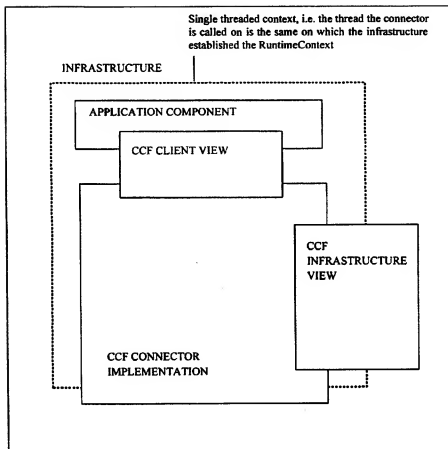 Single threaded context, i.e. the thread the connector
is called on is the same on which the infrastructure
established the RuntimeContext
INFRASTRUCTURE
APPLICATION COMPONENT
CCF CLIENT VIEW
CCF
INFRASTRUCTURE
VIEW
CCF CONNECTOR
IMPLEMENTATION